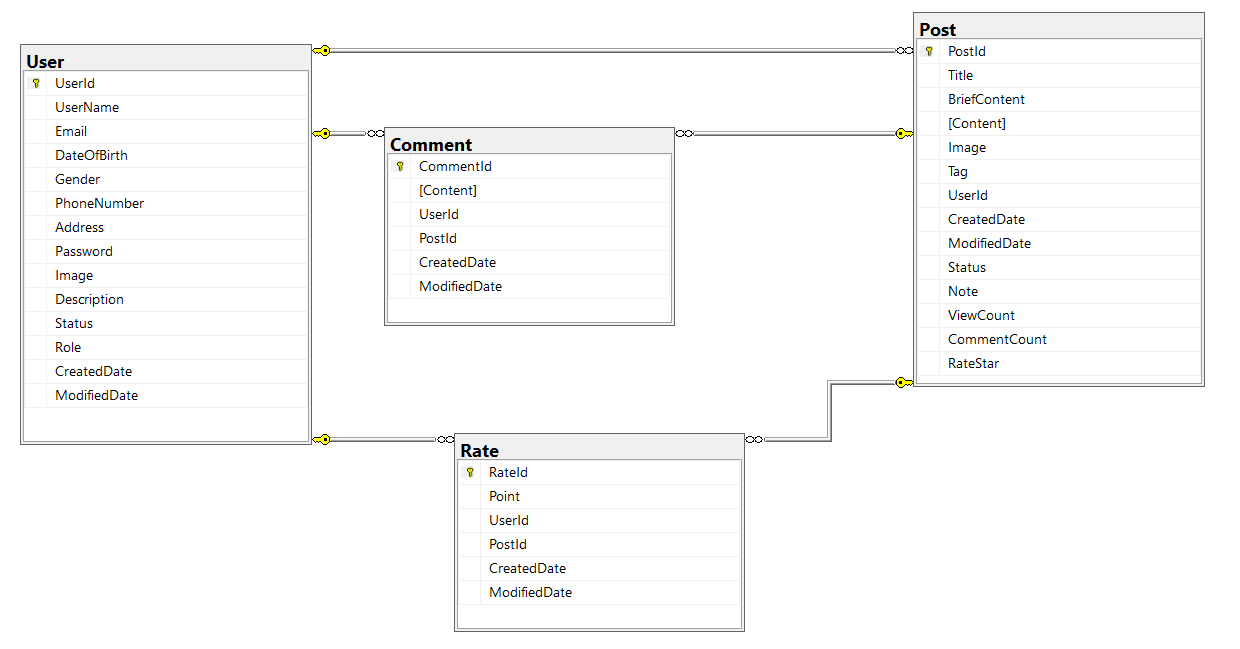 User
UserId
UserName
Email
DateOfBirth
Gender
PhoneNumber
Address
Password
Image
Description
Status
Role
CreatedDate
ModifiedDate
Comment
CommentId
[Content]
UserId
PostId
CreatedDate
ModifiedDate
Post
PostId
Title
BriefContent
[Content]
Image
Tag
UserId
CreatedDate
ModifiedDate
Status
Note
ViewCount
CommentCount
RateStar
Rate
RateId
Point
UserId
PostId
CreatedDate
ModifiedDate